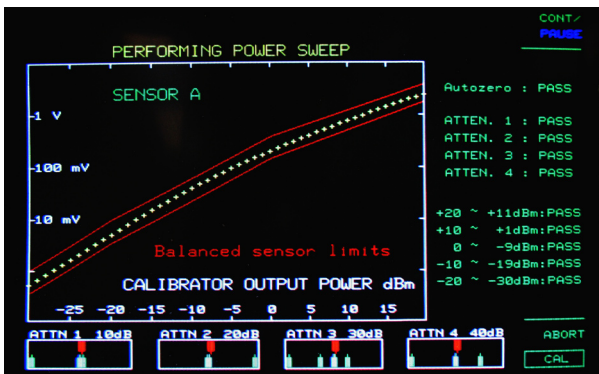 CONT/
PAUSE
PERFORMING POWER SWEEP
SENSOR A
1 V
100 mV
10 mV
Balanced sensor limits
CALIBRATOR OUTPUT POWER dBm
-25 -20 -15 -10 -5 0 5 10 15
Autozero : PASS
ATTEN. 1 : PASS
ATTEN. 2 : PASS
ATTEN. 3 : PASS
ATTEN. 4 : PASS
+20 ~ +11dBm:PASS
+10 ~ +1dBm:PASS
0 ~ -9dBm:PASS
-10 ~ -19dBm:PASS
-20 ~ -30dBm:PASS
ATTN 1 10dB
ATTN 2 20dB
ATTN 3 30dB
ATTN 4 40dB
ABORT
CAL